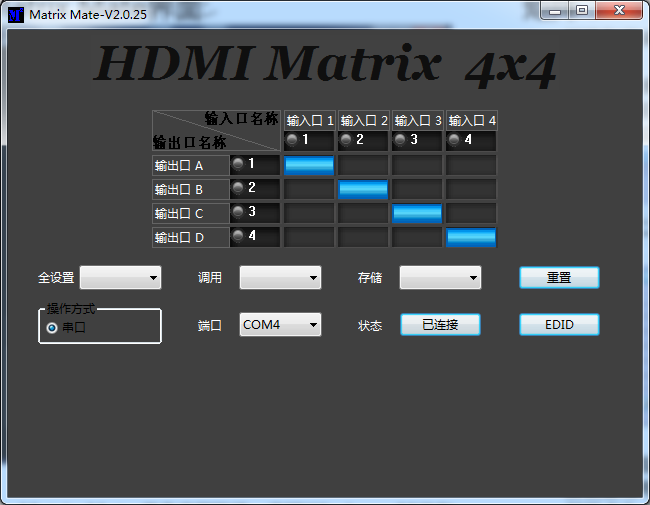 Matrix Mate-V2.0.25
HDMI Matrix 4x4
输入口名称 输入口 1 输入口 2 输入口 3 输入口 4
输出口名称 1 2 3 4
输出口 A 1
输出口 B 2
输出口 C 3
输出口 D 4
全设置 调用 存储 重置
操作方式
串口 端口 COM4 状态 已连接 EDID